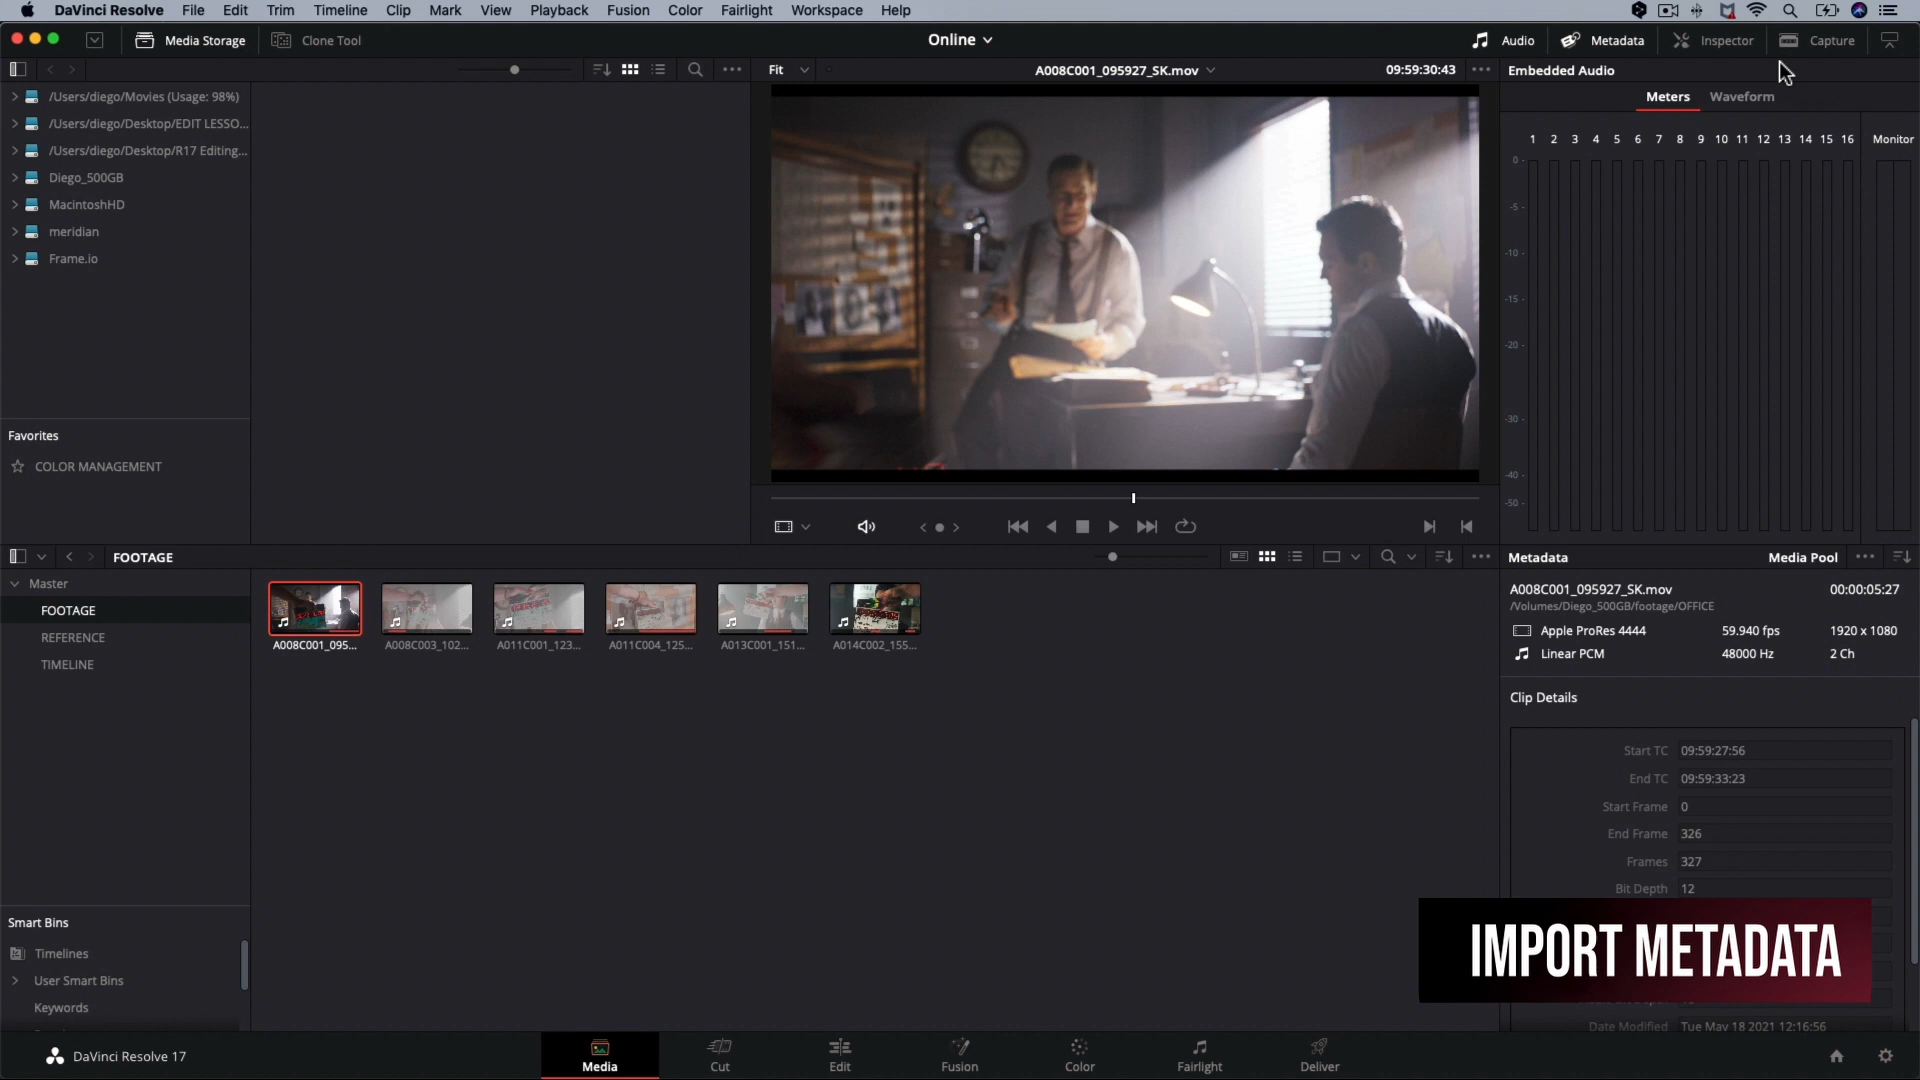 DaVinci Resolve File Edit Trim Timeline Clip Mark View Playback Fusion Color Fairlight Workspace Help
Media Storage Clone Tool Online Audio Metadata Inspector Capture
Fit A008C001_095927_SK.mov 09:59:30:43 Embedded Audio
Meters Waveform
1 2 3 4 5 6 7 8 9 10 11 12 13 14 15 16 Monitor
0
-5
-10
-15
-20
-30
-40
-50
/Users/diego/Movies (Usage: 98%)
/Users/diego/Desktop/EDIT LESSO...
/Users/diego/Desktop/R17 Editing...
Diego_500GB
MacintoshHD
meridian
Frame.io
Favorites
COLOR MANAGEMENT
FOOTAGE
Master
FOOTAGE
REFERENCE
TIMELINE
A008C001_095...
A008C003_102...
A011C001_123...
A011C004_125...
A013C001_151...
A014C002_155...
Smart Bins
Timelines
User Smart Bins
Keywords
Metadata Media Pool
A008C001_095927_SK.mov 00:00:05:27
/Volumes/Diego_500GB/footage/OFFICE
Apple ProRes 4444 59.940 fps 1920 x 1080
Linear PCM 48000 Hz 2 Ch
Clip Details
Start TC 09:59:27:56
End TC 09:59:33:23
Start Frame 0
End Frame 326
Frames 327
Bit Depth 12
IMPORT METADATA
Date Modified Tue May 18 2021 12:16:56
DaVinci Resolve 17
Media Cut Edit Fusion Color Fairlight Deliver